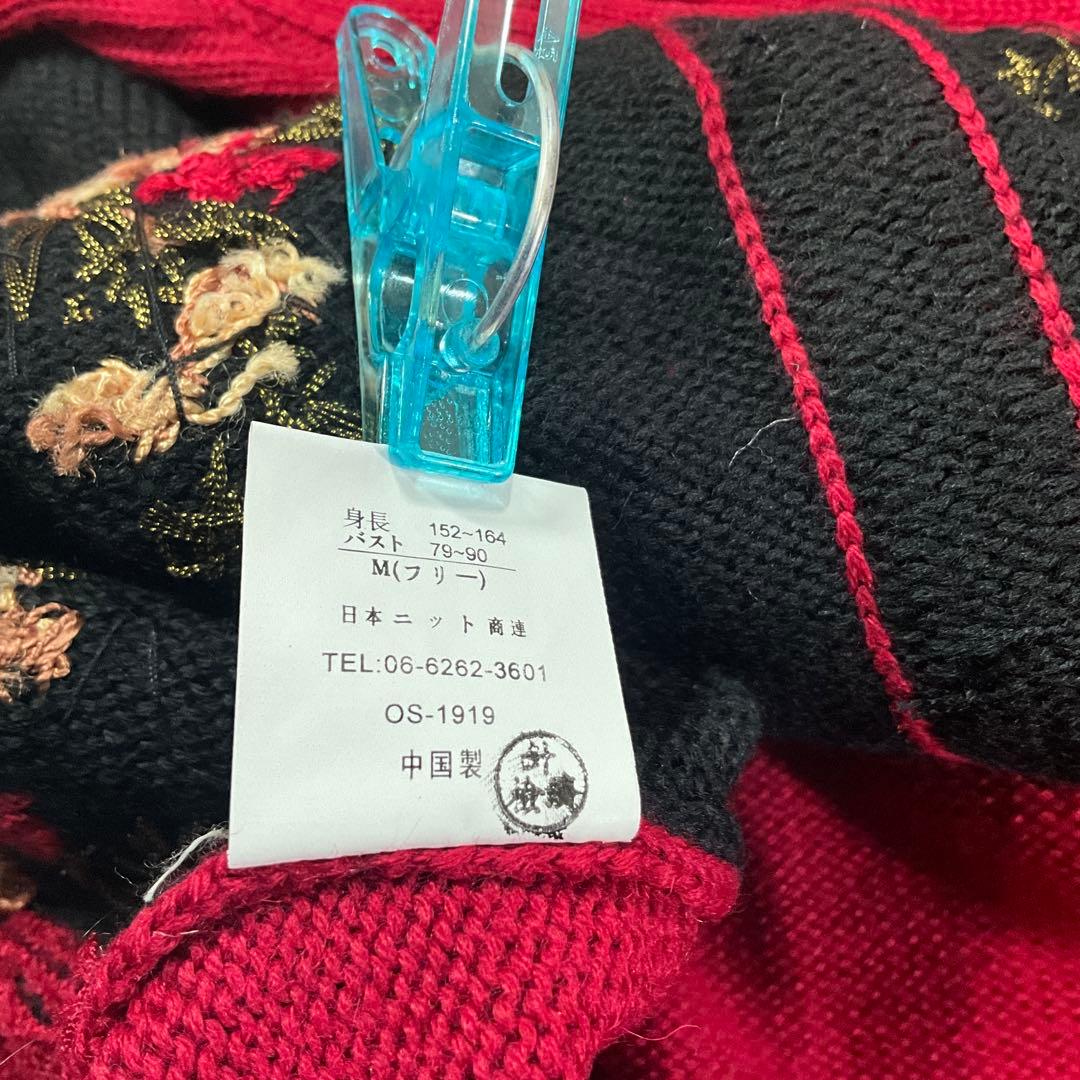 身長 152~164
バスト 79~90
M(フリー)
日本ニット商連
TEL:06-6262-3601
OS-1919
中国製